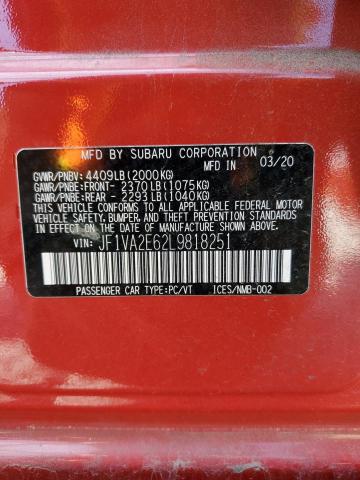 MFD BY SUBARU CORPORATION
MFD IN 03/20
GVWR/PNBV: 4409LB(2000KG)
GAWR/PNBE:FRONT- 2370LB(1075KG)
GAWR/PNBE:REAR - 2293LB(1040KG)
THIS VEHICLE CONFORMS TO ALL APPLICABLE FEDERAL MOTOR
VEHICLE SAFETY, BUMPER, AND THEFT PREVENTION STANDARDS
IN EFFECT ON THE DATE OF MANUFACTURE SHOWN ABOVE.
VIN: JF1VA2E62L9818251
PASSENGER CAR TYPE:PC/VT ICES/NMB-002